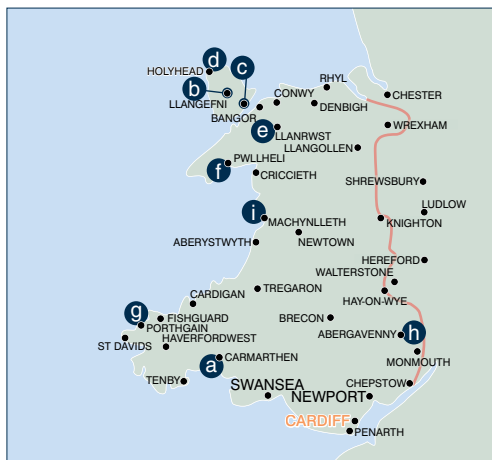 d
c
HOLYHEAD
b
RHYL
CONWY
CHESTER
LLANGEFNI
DENBIGH
BANGOR
e
LLANRWST
WREXHAM
LLANGOLLEN
PWLLHELI
f
CRICCIETH
SHREWSBURY
i
LUDLOW
MACHYNLLETH
KNIGHTON
ABERYSTWYTH
NEWTOWN
HEREFORD
WALTERSTONE
TREGARON
HAY-ON-WYE
CARDIGAN
g
FISHGUARD
BRECON
PORTHGAIN
ABERGAVENNY
h
ST DAVIDS
HAVERFORDWEST
CARMARTHEN
MONMOUTH
a
TENBY
SWANSEA
CHEPSTOW
NEWPORT
CARDIFF
PENARTH